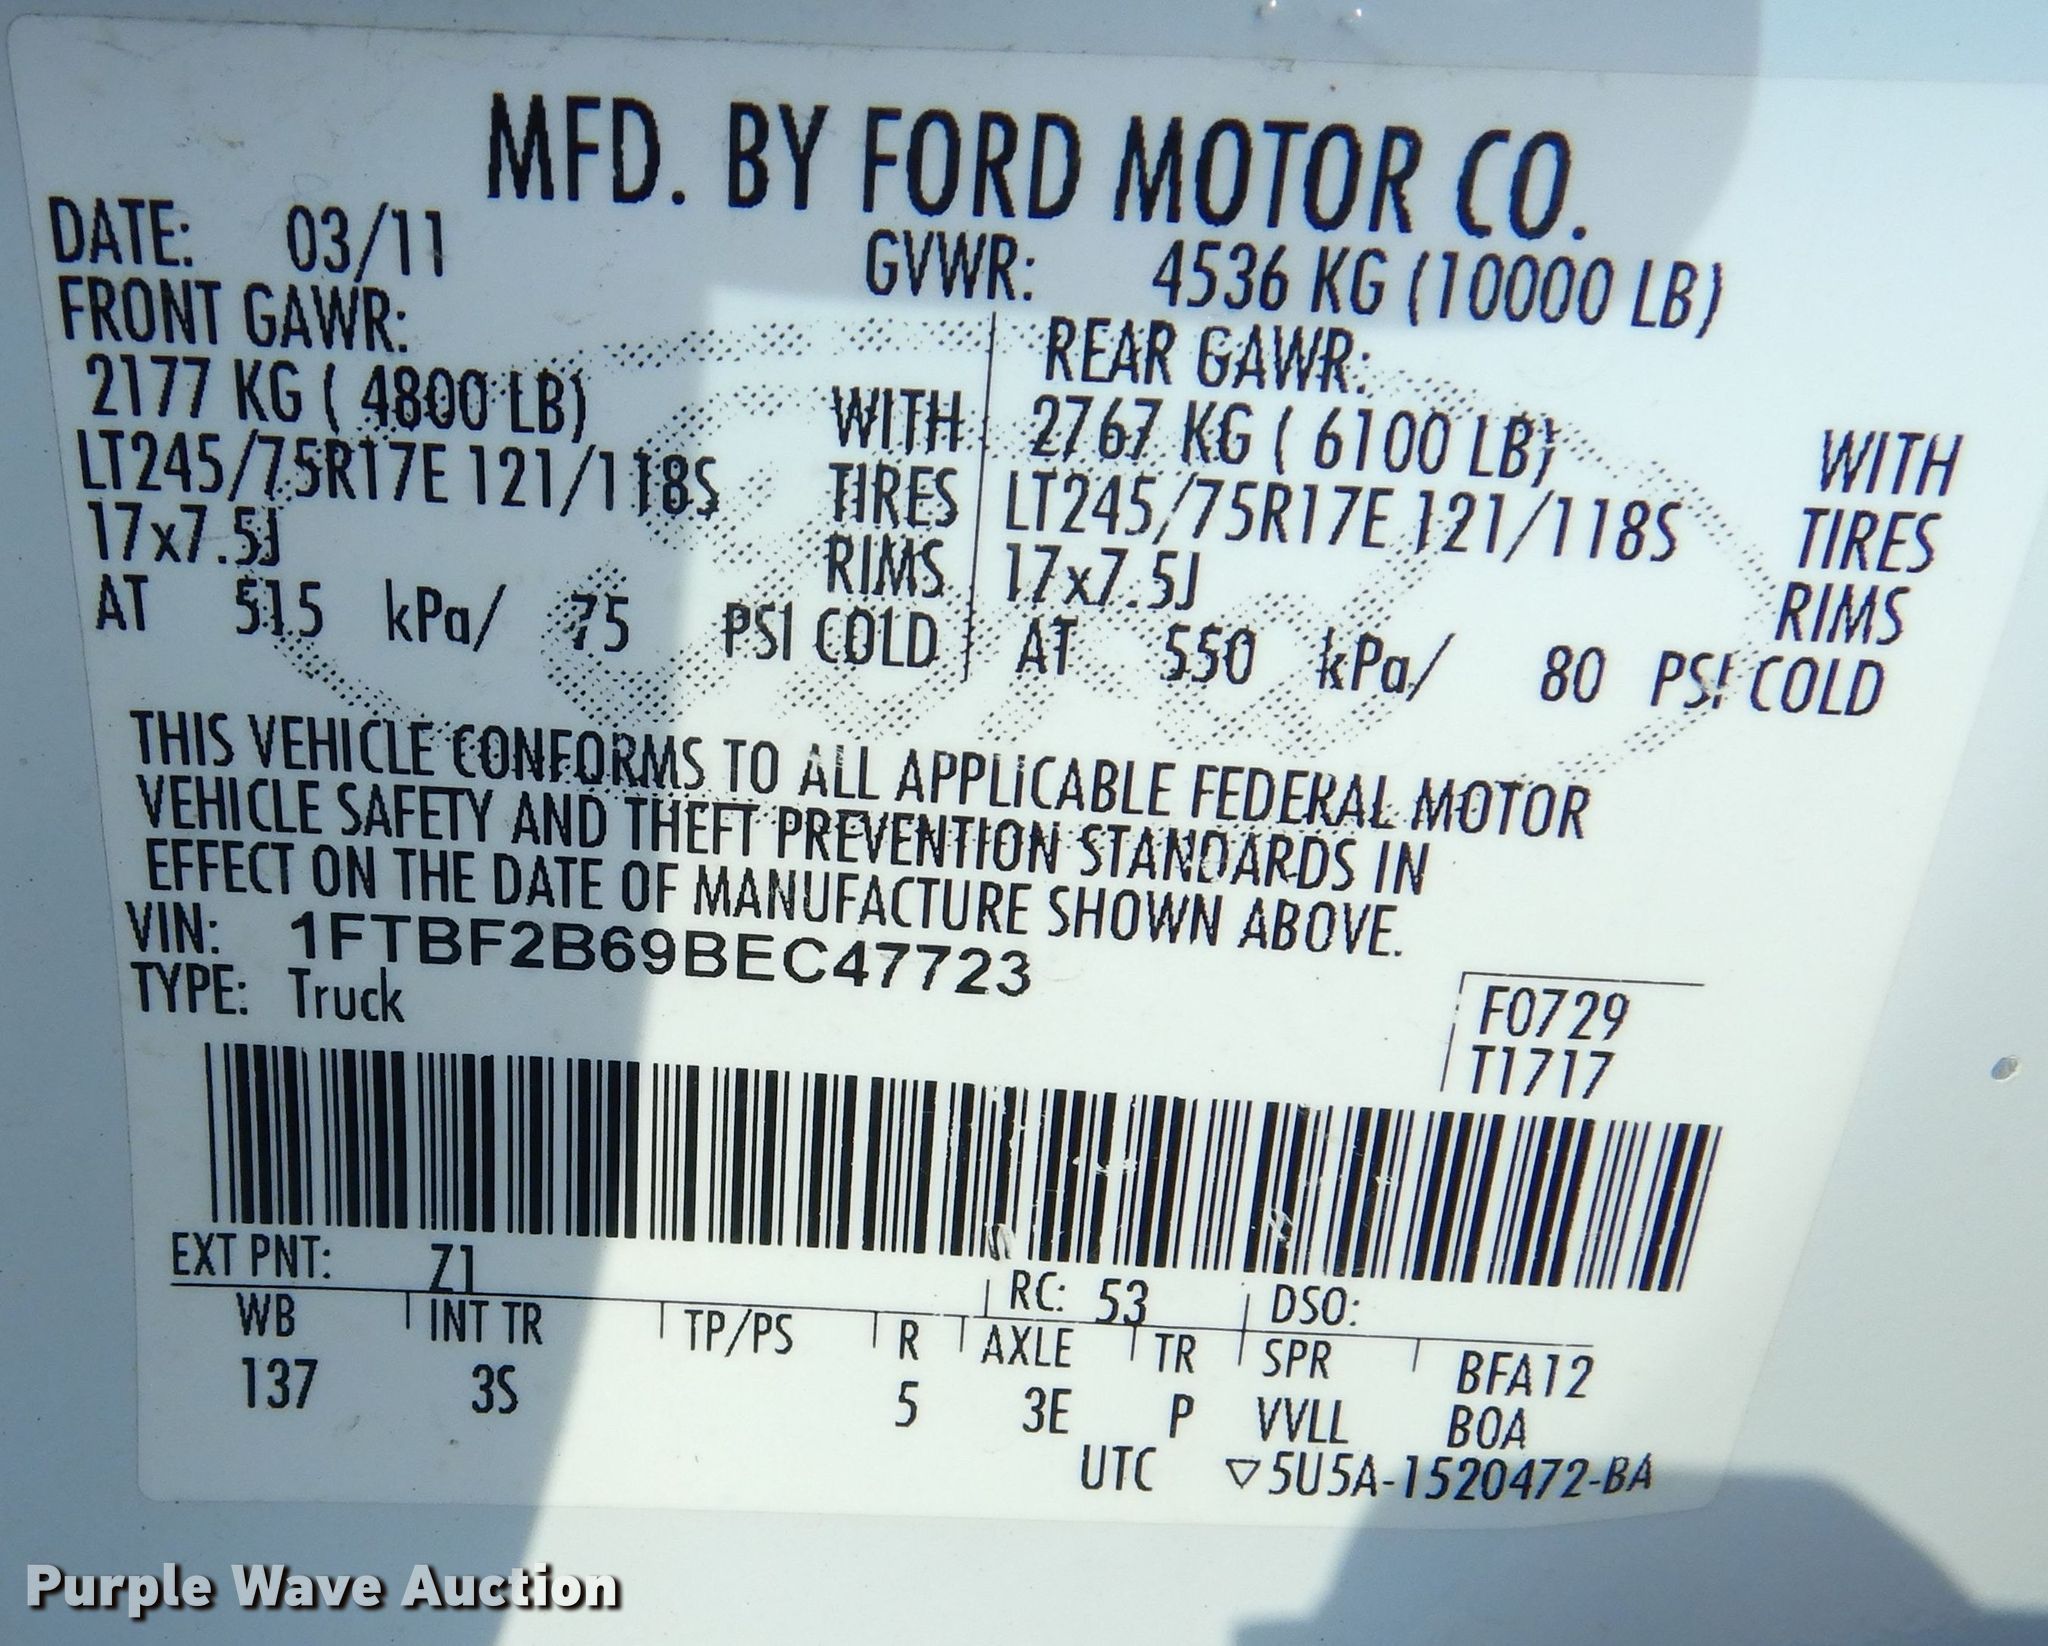 MFD. BY FORD MOTOR CO.
DATE: 03/11 GVWR: 4536 KG (10000 LB)
FRONT GAWR: REAR GAWR:
2177 KG ( 4800 LB) WITH 2767 KG ( 6100 LB) WITH
LT245/75R17E 121/118S TIRES LT245/75R17E 121/118S TIRES
17x7.5J RIMS 17x7.5J RIMS
AT 515 kPa/ 75 PSI COLD AT 550 kPa/ 80 PSI COLD
THIS VEHICLE CONFORMS TO ALL APPLICABLE FEDERAL MOTOR
VEHICLE SAFETY AND THEFT PREVENTION STANDARDS IN
EFFECT ON THE DATE OF MANUFACTURE SHOWN ABOVE.
VIN: 1FTBF2B69BEC47723
TYPE: Truck
F0729
T1717
EXT PNT: Z1 RC: 53 DSO:
WB INT TR TP/PS R AXLE TR SPR BFA12
137 3S 5 3E P VVLL BOA
UTC ▽5U5A-1520472-BA
Purple Wave Auction